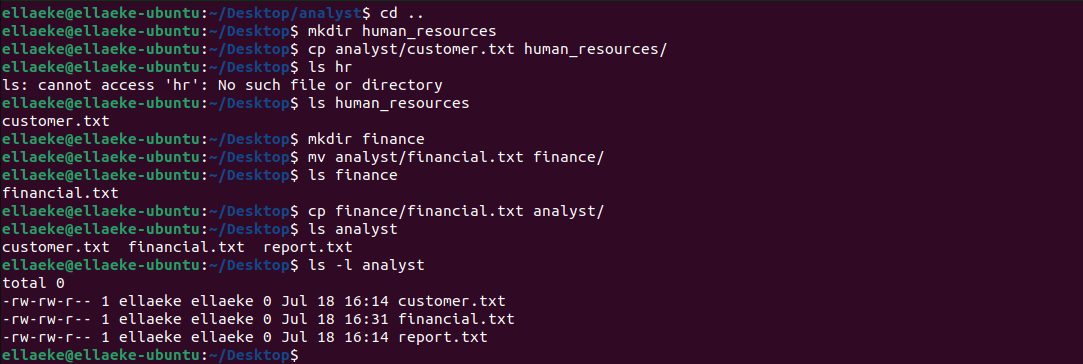 ellaeke@ellaeke-ubuntu:~/Desktop/analyst$ cd ..
ellaeke@ellaeke-ubuntu:~/Desktop$ mkdir human_resources
ellaeke@ellaeke-ubuntu:~/Desktop$ cp analyst/customer.txt human_resources/
ellaeke@ellaeke-ubuntu:~/Desktop$ ls hr
ls: cannot access 'hr': No such file or directory
ellaeke@ellaeke-ubuntu:~/Desktop$ ls human_resources
customer.txt
ellaeke@ellaeke-ubuntu:~/Desktop$ mkdir finance
ellaeke@ellaeke-ubuntu:~/Desktop$ mv analyst/financial.txt finance/
ellaeke@ellaeke-ubuntu:~/Desktop$ ls finance
financial.txt
ellaeke@ellaeke-ubuntu:~/Desktop$ cp finance/financial.txt analyst/
ellaeke@ellaeke-ubuntu:~/Desktop$ ls analyst
customer.txt  financial.txt  report.txt
ellaeke@ellaeke-ubuntu:~/Desktop$ ls -l analyst
total 0
-rw-rw-r-- 1 ellaeke ellaeke 0 Jul 18 16:14 customer.txt
-rw-rw-r-- 1 ellaeke ellaeke 0 Jul 18 16:31 financial.txt
-rw-rw-r-- 1 ellaeke ellaeke 0 Jul 18 16:14 report.txt
ellaeke@ellaeke-ubuntu:~/Desktop$